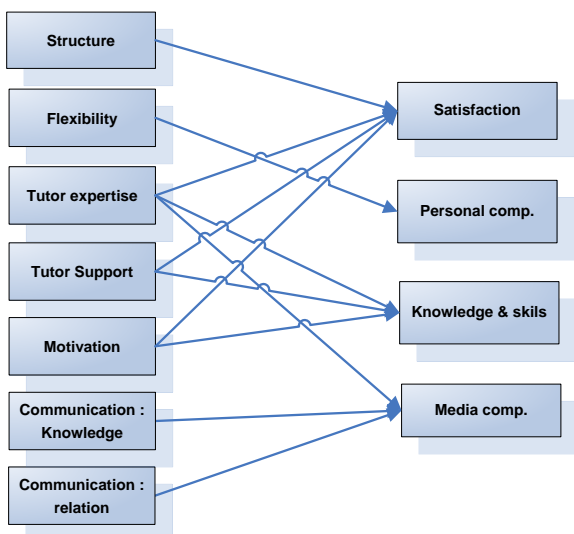 Structure
Flexibility
Tutor expertise
Tutor Support
Motivation
Communication :
Knowledge
Communication :
relation
Satisfaction
Personal comp.
Knowledge & skils
Media comp.